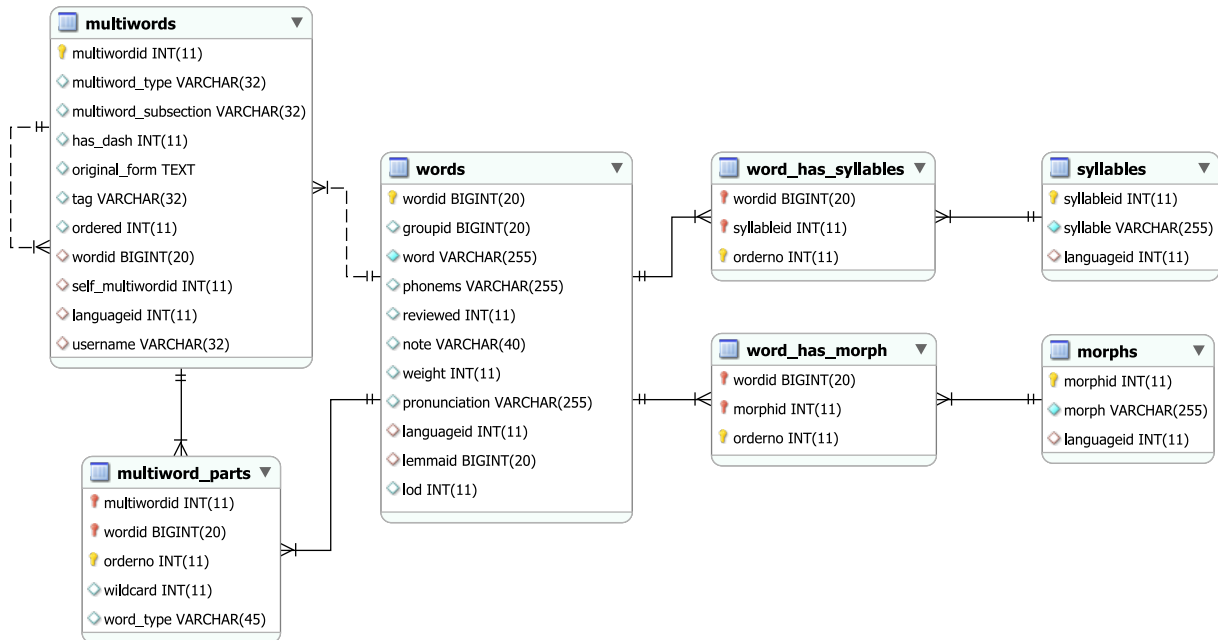 multiwords
multiwordid INT(11)
multiword_type VARCHAR(32)
multiword_subsection VARCHAR(32)
has_dash INT(11)
original_form TEXT
tag VARCHAR(32)
ordered INT(11)
wordid BIGINT(20)
self_multiwordid INT(11)
languageid INT(11)
username VARCHAR(32)
multiword_parts
multiwordid INT(11)
wordid BIGINT(20)
orderno INT(11)
wildcard INT(11)
word_type VARCHAR(45)
words
wordid BIGINT(20)
groupid BIGINT(20)
word VARCHAR(255)
phonems VARCHAR(255)
reviewed INT(11)
note VARCHAR(40)
weight INT(11)
pronunciation VARCHAR(255)
languageid INT(11)
lemmaid BIGINT(20)
lod INT(11)
word_has_syllables
wordid BIGINT(20)
syllableid INT(11)
orderno INT(11)
word_has_morph
wordid BIGINT(20)
morphid INT(11)
orderno INT(11)
syllables
syllableid INT(11)
syllable VARCHAR(255)
languageid INT(11)
morphs
morphid INT(11)
morph VARCHAR(255)
languageid INT(11)